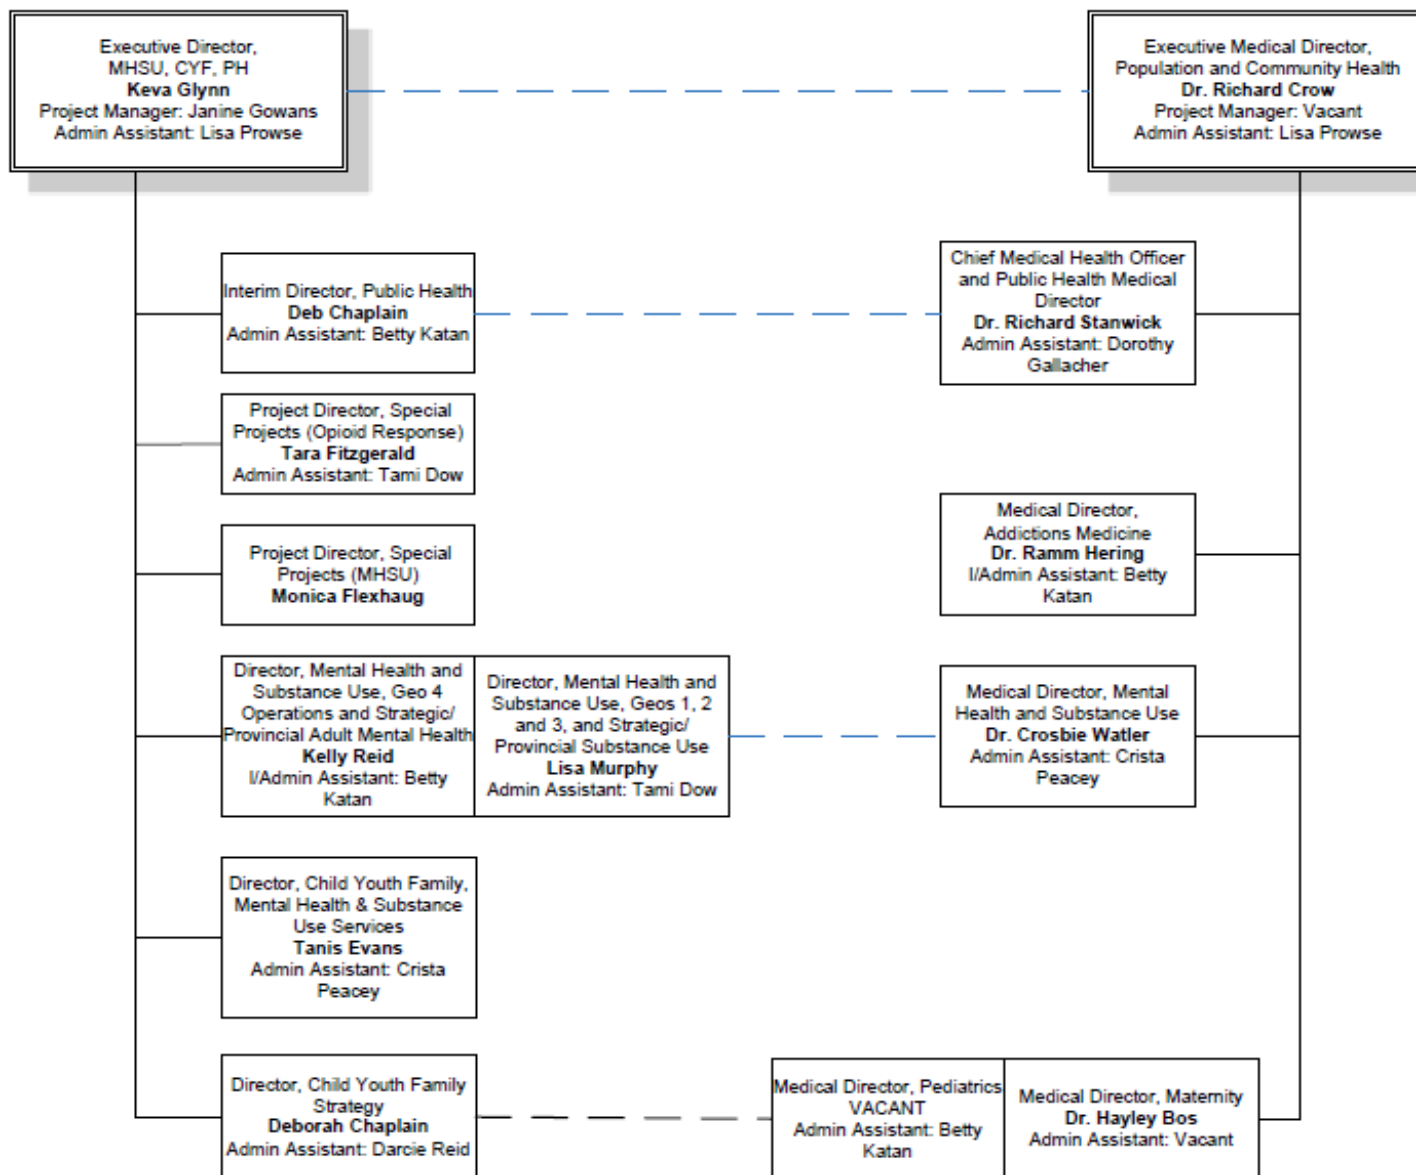 Executive Director,
MHSU, CYF, PH
Keva Glynn
Project Manager: Janine Gowans
Admin Assistant: Lisa Prowse
Executive Medical Director,
Population and Community Health
Dr. Richard Crow
Project Manager: Vacant
Admin Assistant: Lisa Prowse
Interim Director, Public Health
Deb Chaplain
Admin Assistant: Betty Katan
Chief Medical Health Officer
and Public Health Medical
Director
Dr. Richard Stanwick
Admin Assistant: Dorothy
Gallacher
Project Director, Special
Projects (Opioid Response)
Tara Fitzgerald
Admin Assistant: Tami Dow
Project Director, Special
Projects (MHSU)
Monica Flexhaug
Medical Director,
Addictions Medicine
Dr. Ramm Hering
I/Admin Assistant: Betty
Katan
Director, Mental Health and
Substance Use, Geo 4
Operations and Strategic/
Provincial Adult Mental Health
Kelly Reid
I/Admin Assistant: Betty
Katan
Director, Mental Health and
Substance Use, Geos 1, 2
and 3, and Strategic/
Provincial Substance Use
Lisa Murphy
Admin Assistant: Tami Dow
Medical Director, Mental
Health and Substance Use
Dr. Crosbie Watler
Admin Assistant: Crista
Peacey
Director, Child Youth Family,
Mental Health & Substance
Use Services
Tanis Evans
Admin Assistant: Crista
Peacey
Director, Child Youth Family
Strategy
Deborah Chaplain
Admin Assistant: Darcie Reid
Medical Director, Pediatrics
VACANT
Admin Assistant: Betty
Katan
Medical Director, Maternity
Dr. Hayley Bos
Admin Assistant: Vacant